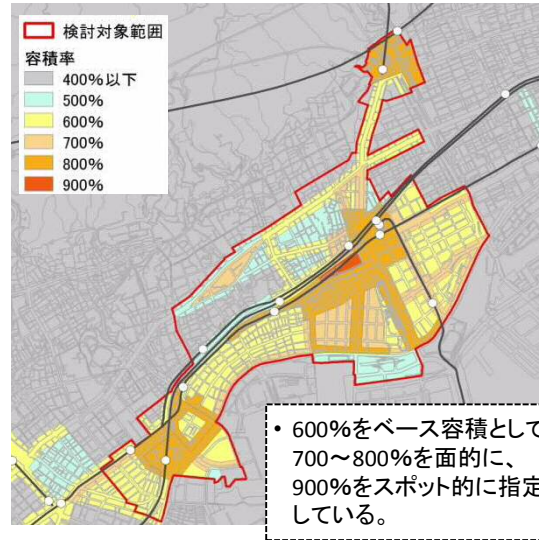 検討対象範囲
容積率
400%以下
500%
600%
700%
800%
900%
• 600%をベース容積として
700～800%を面的に、
900%をスポット的に指定
している。